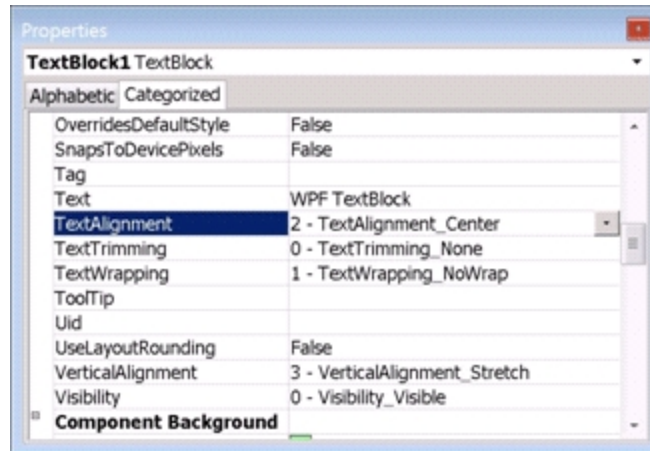 Properties
TextBlock1 TextBlock
Alphabetic Categorized
OverridesDefaultStyle False
SnapsToDevicePixels False
Tag
Text WPF TextBlock
TextAlignment 2 - TextAlignment_Center
TextTrimming 0 - TextTrimming_None
TextWrapping 1 - TextWrapping_NoWrap
ToolTip
Uid
UseLayoutRounding False
VerticalAlignment 3 - VerticalAlignment_Stretch
Visibility 0 - Visibility_Visible
Component Background